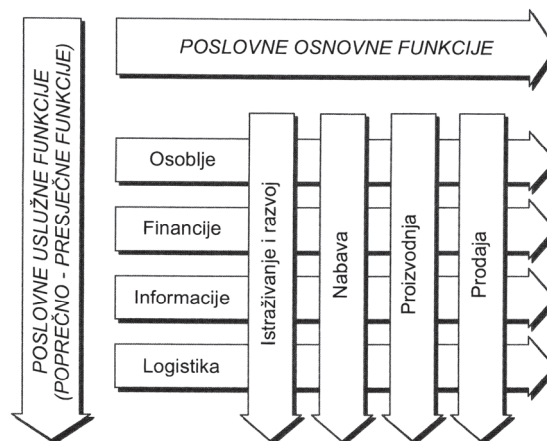 POSLOVNE OSNOVNE FUNKCIJE
POSLOVNE USLUŽNE FUNKCIJE
(POPREČNO - PRESJEČNE FUNKCIJE)
Osoblje
Financije
Informacije
Logistika
Istraživanje i razvoj
Nabava
Proizvodnja
Prodaja